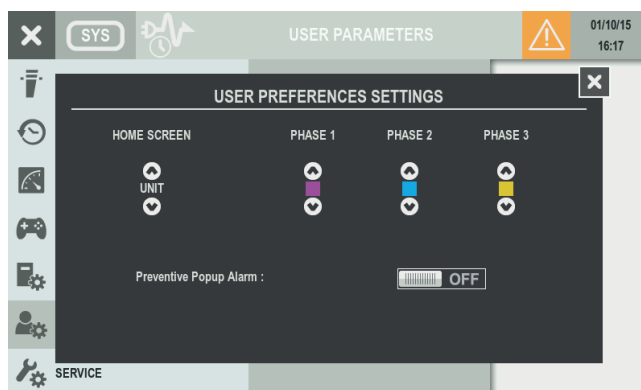 SYS
USER PARAMETERS
01/10/15
16:17
USER PREFERENCES SETTINGS
HOME SCREEN PHASE 1 PHASE 2 PHASE 3
UNIT
Preventive Popup Alarm :
OFF
SERVICE